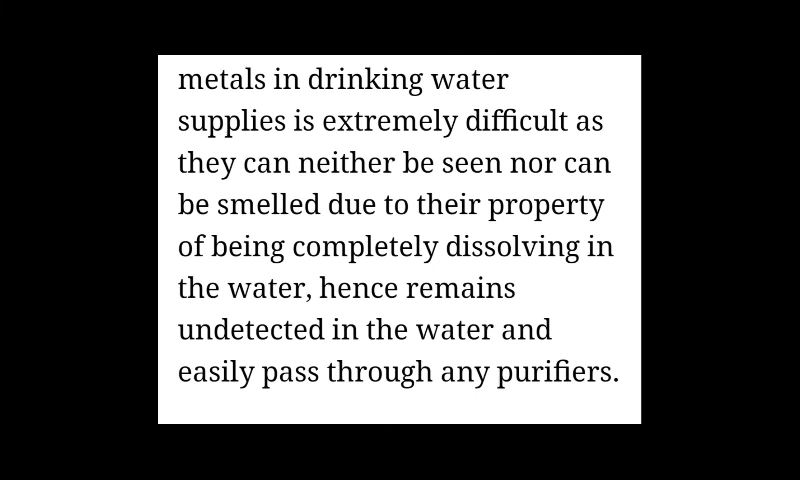 metals in drinking water
supplies is extremely difficult as
they can neither be seen nor can
be smelled due to their property
of being completely dissolving in
the water, hence remains
undetected in the water and
easily pass through any purifiers.